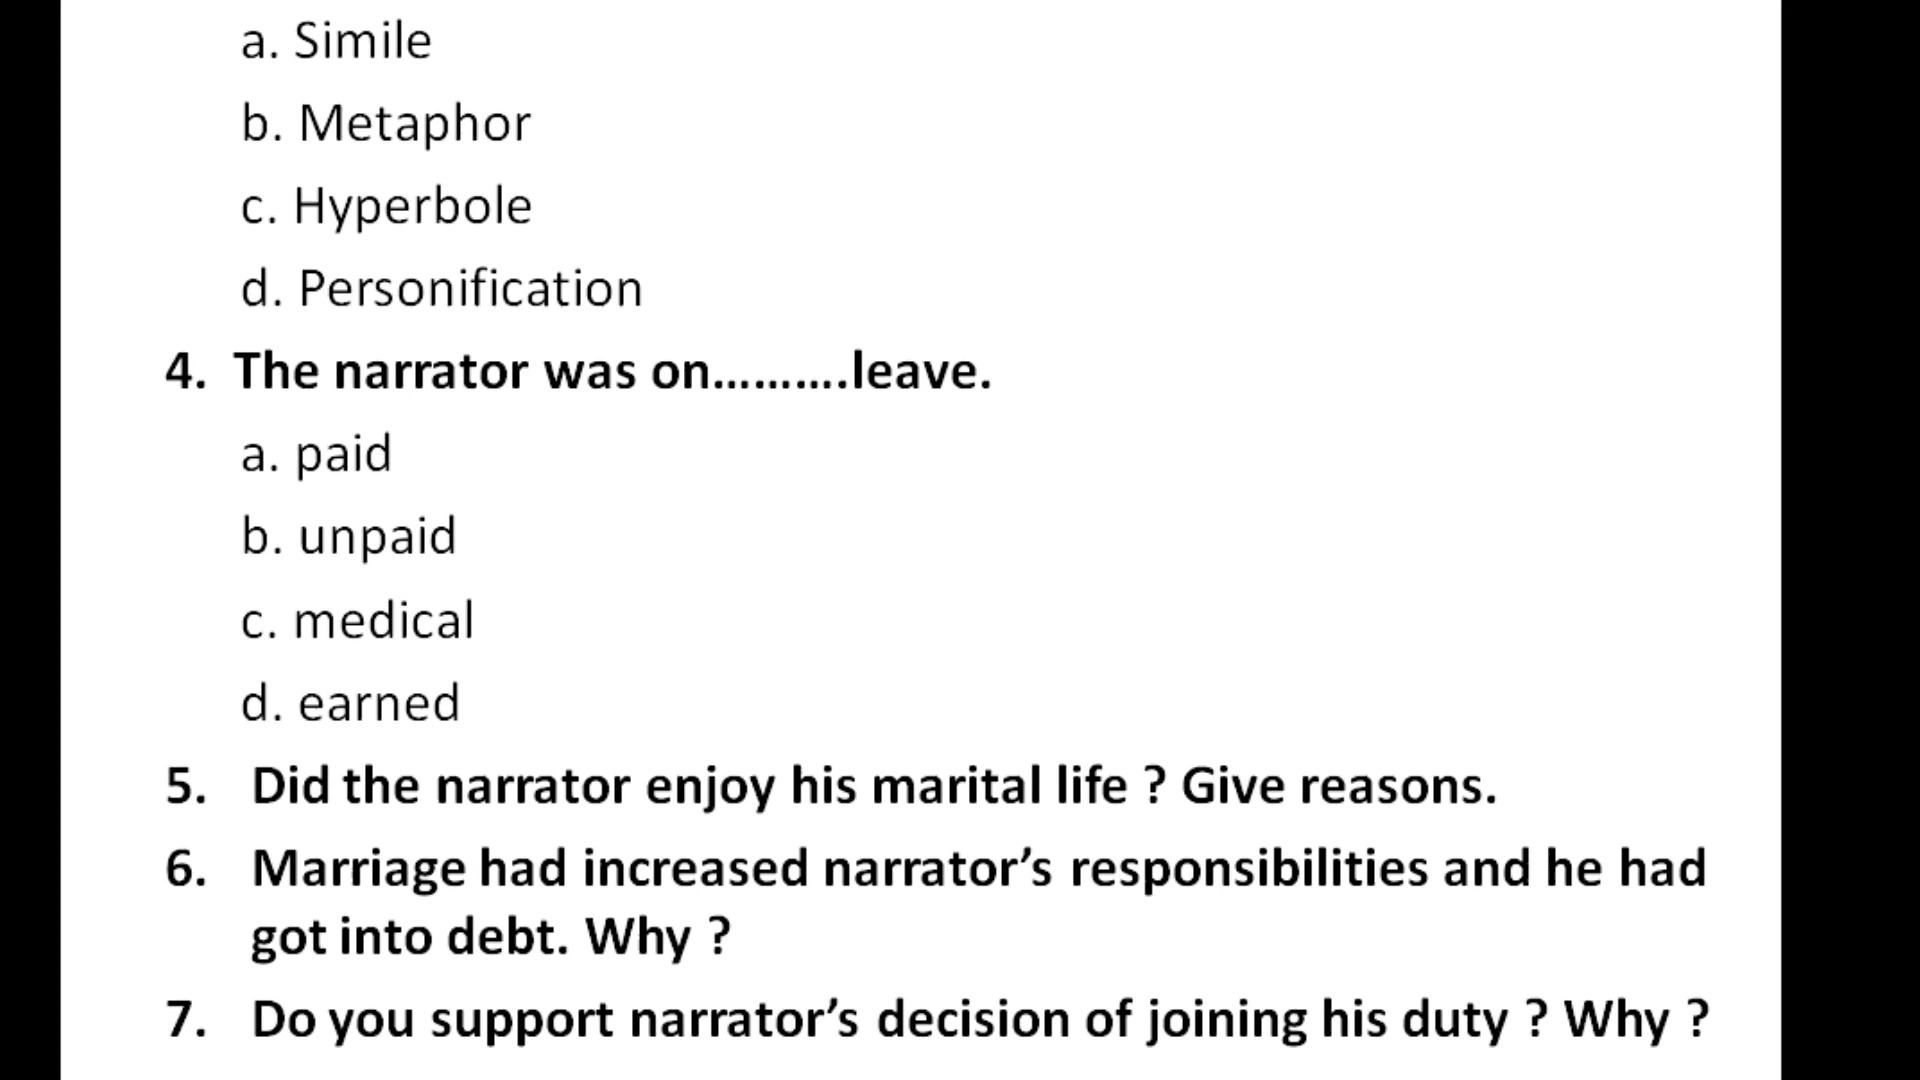 a. Simile
b. Metaphor
c. Hyperbole
d. Personification
4. The narrator was on..........leave.
a. paid
b. unpaid
c. medical
d. earned
5. Did the narrator enjoy his marital life ? Give reasons.
6. Marriage had increased narrator’s responsibilities and he had
got into debt. Why ?
7. Do you support narrator’s decision of joining his duty ? Why ?